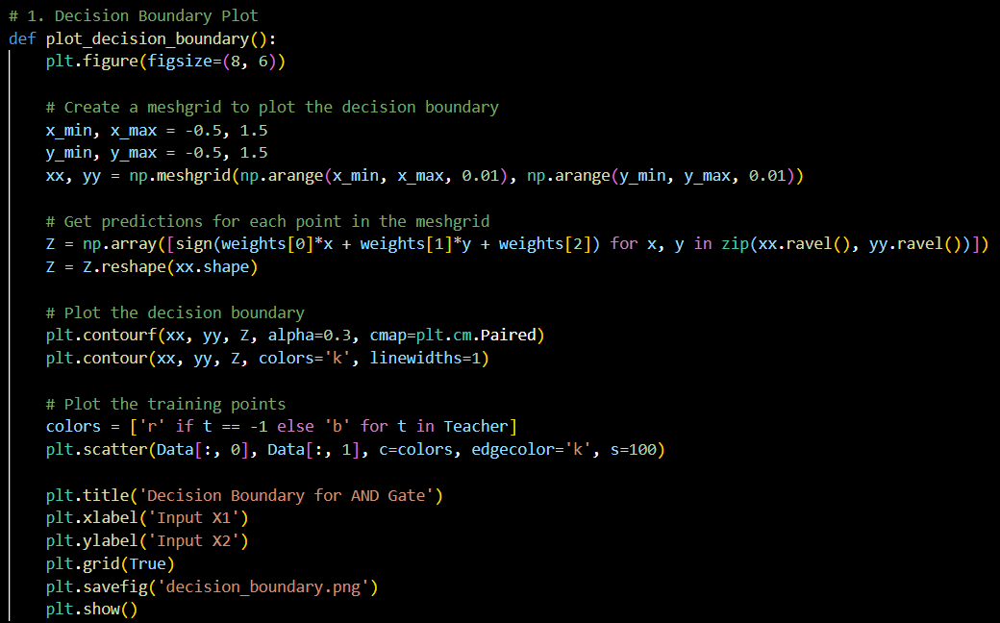 # 1. Decision Boundary Plot
def plot_decision_boundary():
    plt.figure(figsize=(8, 6))

    # Create a meshgrid to plot the decision boundary
    x_min, x_max = -0.5, 1.5
    y_min, y_max = -0.5, 1.5
    xx, yy = np.meshgrid(np.arange(x_min, x_max, 0.01), np.arange(y_min, y_max, 0.01))

    # Get predictions for each point in the meshgrid
    Z = np.array([sign(weights[0]*x + weights[1]*y + weights[2]) for x, y in zip(xx.ravel(), yy.ravel())])
    Z = Z.reshape(xx.shape)

    # Plot the decision boundary
    plt.contourf(xx, yy, Z, alpha=0.3, cmap=plt.cm.Paired)
    plt.contour(xx, yy, Z, colors='k', linewidths=1)

    # Plot the training points
    colors = ['r' if t == -1 else 'b' for t in Teacher]
    plt.scatter(Data[:, 0], Data[:, 1], c=colors, edgecolor='k', s=100)

    plt.title('Decision Boundary for AND Gate')
    plt.xlabel('Input X1')
    plt.ylabel('Input X2')
    plt.grid(True)
    plt.savefig('decision_boundary.png')
    plt.show()